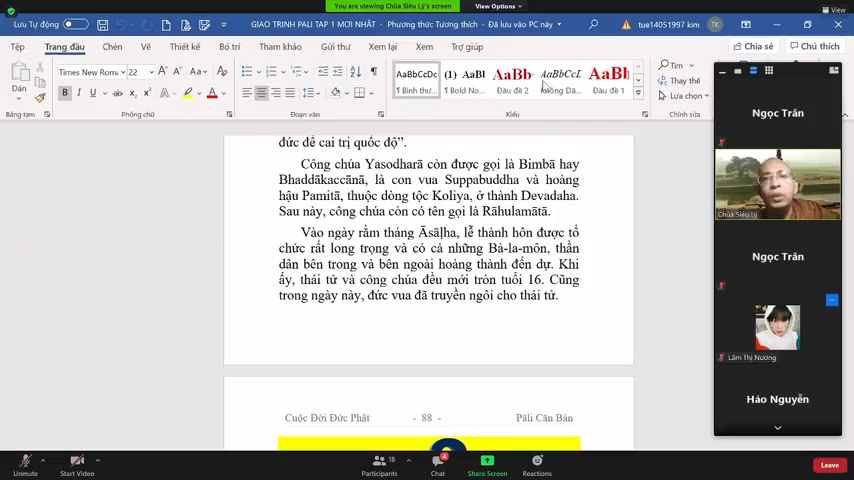 You are viewing Chùa Siêu Lý's screen
View Options
View
Lưu Tự động
GIAO TRINH PALI TAP 1 MOI NHẤT - Phương thức Tương thích - Đã lưu vào PC này
tue14051997 kim
TK
Tệp
Trang đầu
Chèn
Vẽ
Thiết kế
Bố trí
Tham khảo
Thư
Xem lại
Xem
Trợ giúp
Chia sẻ
Chú thích
Dán
Times New Roma
22
AaBbCcDc
(1) AaBl
AaBb
AaBbCcL
AaBl
Tìm
Thay thế
Lựa chọn
¶ Bình thư...
¶ Bold No...
Đầu đề 2
Đầu đề 1
Bảng tạm
Phông chữ
Đoạn văn
Kiểu
Chỉnh sửa
đức để cai trị quốc độ”.
Công chúa Yasodharā còn được gọi là Bimbā hay
Bhaddākaccānā, là con vua Suppabuddha và hoàng
hậu Pamitā, thuộc dòng tộc Koliya, ở thành Devadaha.
Sau này, công chúa còn có tên gọi là Rāhulamātā.
Vào ngày rằm tháng Āsāḷha, lễ thành hôn được tổ
chức rất long trọng và có cả những Bà-la-môn, thần
dân bên trong và bên ngoài hoàng thành đến dự. Khi
ấy, thái tử và công chúa đều mới tròn tuổi 16. Cũng
trong ngày này, đức vua đã truyền ngôi cho thái tử.
Cuộc Đời Đức Phật
- 88 -
Pāli Căn Bản
Ngọc Trân
Chùa Siêu Lý
Ngọc Trân
Lâm Thị Nương
Hảo Nguyễn
Unmute
Start Video
18
Participants
4
Chat
Share Screen
Reactions
Leave